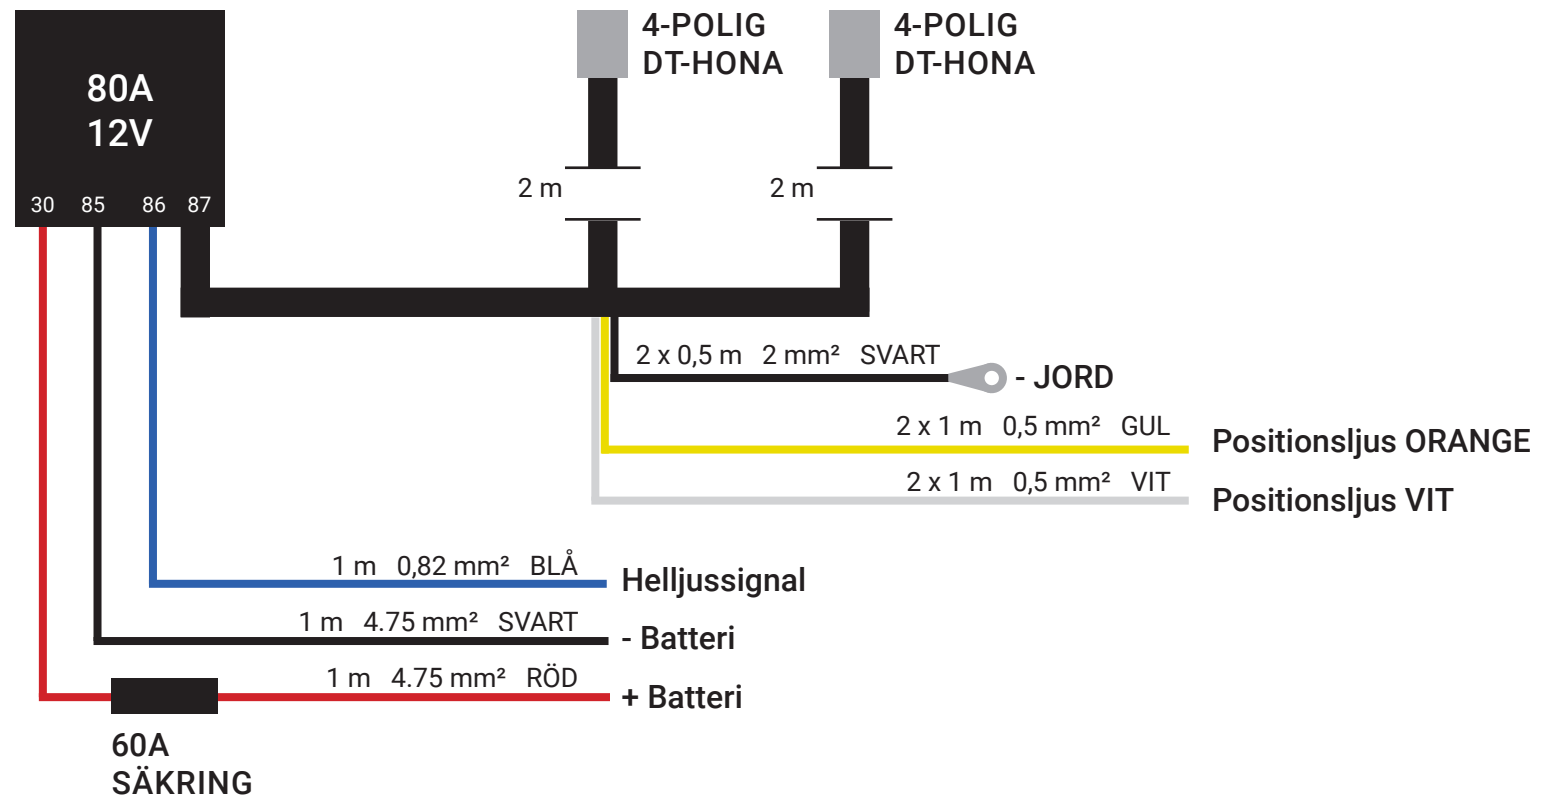 80A
12V
30 85 86 87
4-POLIG
DT-HONA
4-POLIG
DT-HONA
2 m
2 m
2 x 0,5 m 2 mm² SVART
- JORD
2 x 1 m 0,5 mm² GUL
Positionsljus ORANGE
2 x 1 m 0,5 mm² VIT
Positionsljus VIT
1 m 0,82 mm² BLÅ
Helljussignal
1 m 4.75 mm² SVART
- Batteri
1 m 4.75 mm² RÖD
+ Batteri
60A
SÄKRING